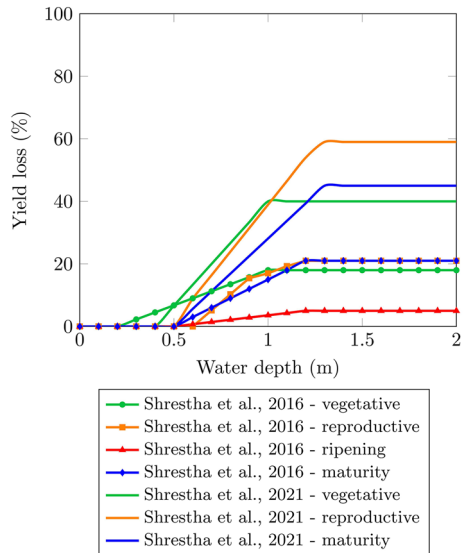 100
80
60
40
20
0
Yield loss (%)
0 0.5 1 1.5 2
Water depth (m)
Shrestha et al., 2016 - vegetative
Shrestha et al., 2016 - reproductive
Shrestha et al., 2016 - ripening
Shrestha et al., 2016 - maturity
Shrestha et al., 2021 - vegetative
Shrestha et al., 2021 - reproductive
Shrestha et al., 2021 - maturity